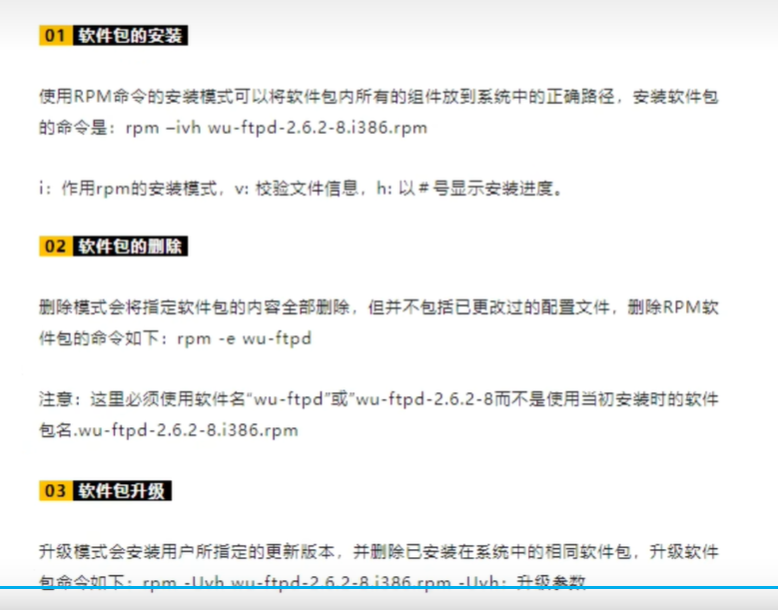 01 软件包的安装
使用RPM命令的安装模式可以将软件包内所有的组件放到系统中的正确路径，安装软件包
的命令是：rpm –ivh wu-ftpd-2.6.2-8.i386.rpm
i：作用rpm的安装模式，v: 校验文件信息，h: 以＃号显示安装进度。
02 软件包的删除
删除模式会将指定软件包的内容全部删除，但并不包括已更改过的配置文件，删除RPM软
件包的命令如下：rpm -e wu-ftpd
注意：这里必须使用软件名“wu-ftpd”或”wu-ftpd-2.6.2-8而不是使用当初安装时的软件
包名.wu-ftpd-2.6.2-8.i386.rpm
03 软件包升级
升级模式会安装用户所指定的更新版本，并删除已安装在系统中的相同软件包，升级软件
包命令如下：rpm -Uvh wu-ftpd-2.6.2-8.i386.rpm -Uvh：升级参数